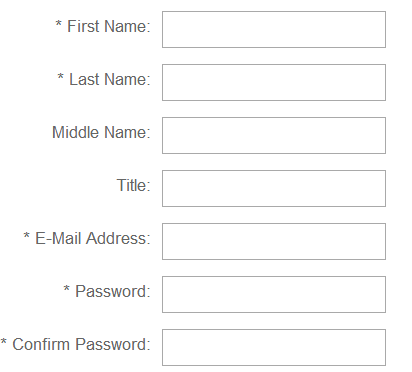 * First Name:
* Last Name:
Middle Name:
Title:
* E-Mail Address:
* Password:
* Confirm Password: